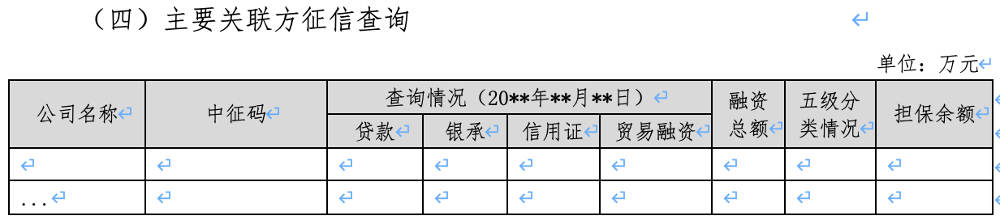 （四）主要关联方征信查询
单位：万元
公司名称 中征码 查询情况（20**年**月**日） 融资总额 五级分类情况 担保余额
贷款 银承 信用证 贸易融资
...